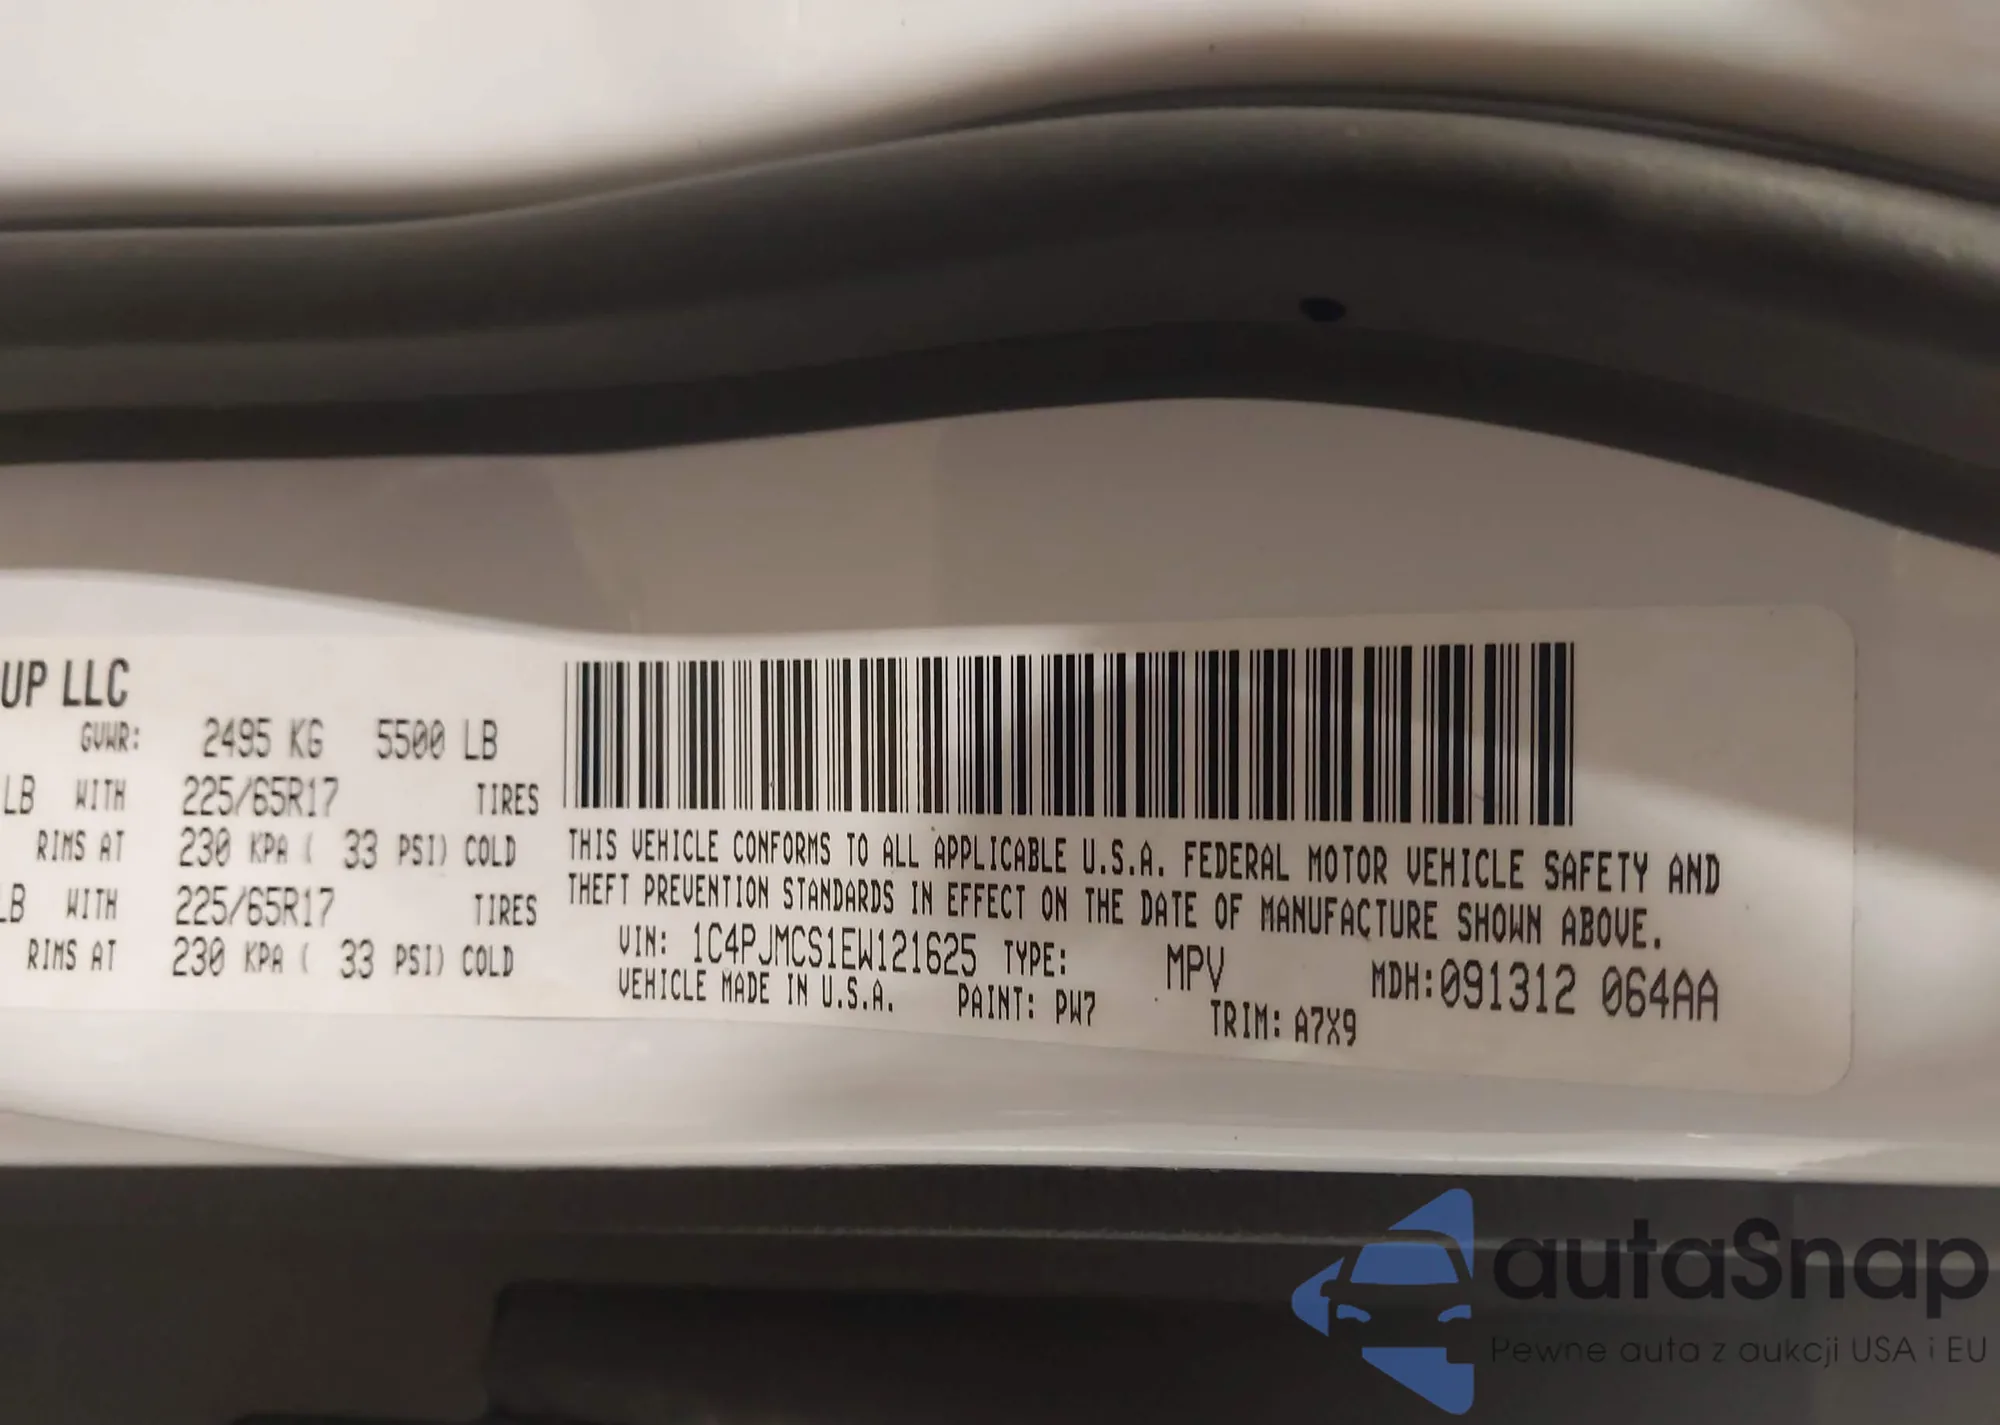 UP LLC
GVWR: 2495 KG 5500 LB
LB WITH 225/65R17 TIRES
RIMS AT 230 KPA ( 33 PSI) COLD
LB WITH 225/65R17 TIRES
RIMS AT 230 KPA ( 33 PSI) COLD
THIS VEHICLE CONFORMS TO ALL APPLICABLE U.S.A. FEDERAL MOTOR VEHICLE SAFETY AND
THEFT PREVENTION STANDARDS IN EFFECT ON THE DATE OF MANUFACTURE SHOWN ABOVE.
VIN: 1C4PJMCS1EW121625 TYPE: MPV MDH:091312 064AA
VEHICLE MADE IN U.S.A. PAINT: PW7 TRIM: A7X9
autaSnap
Pewne auta z aukcji USA i EU